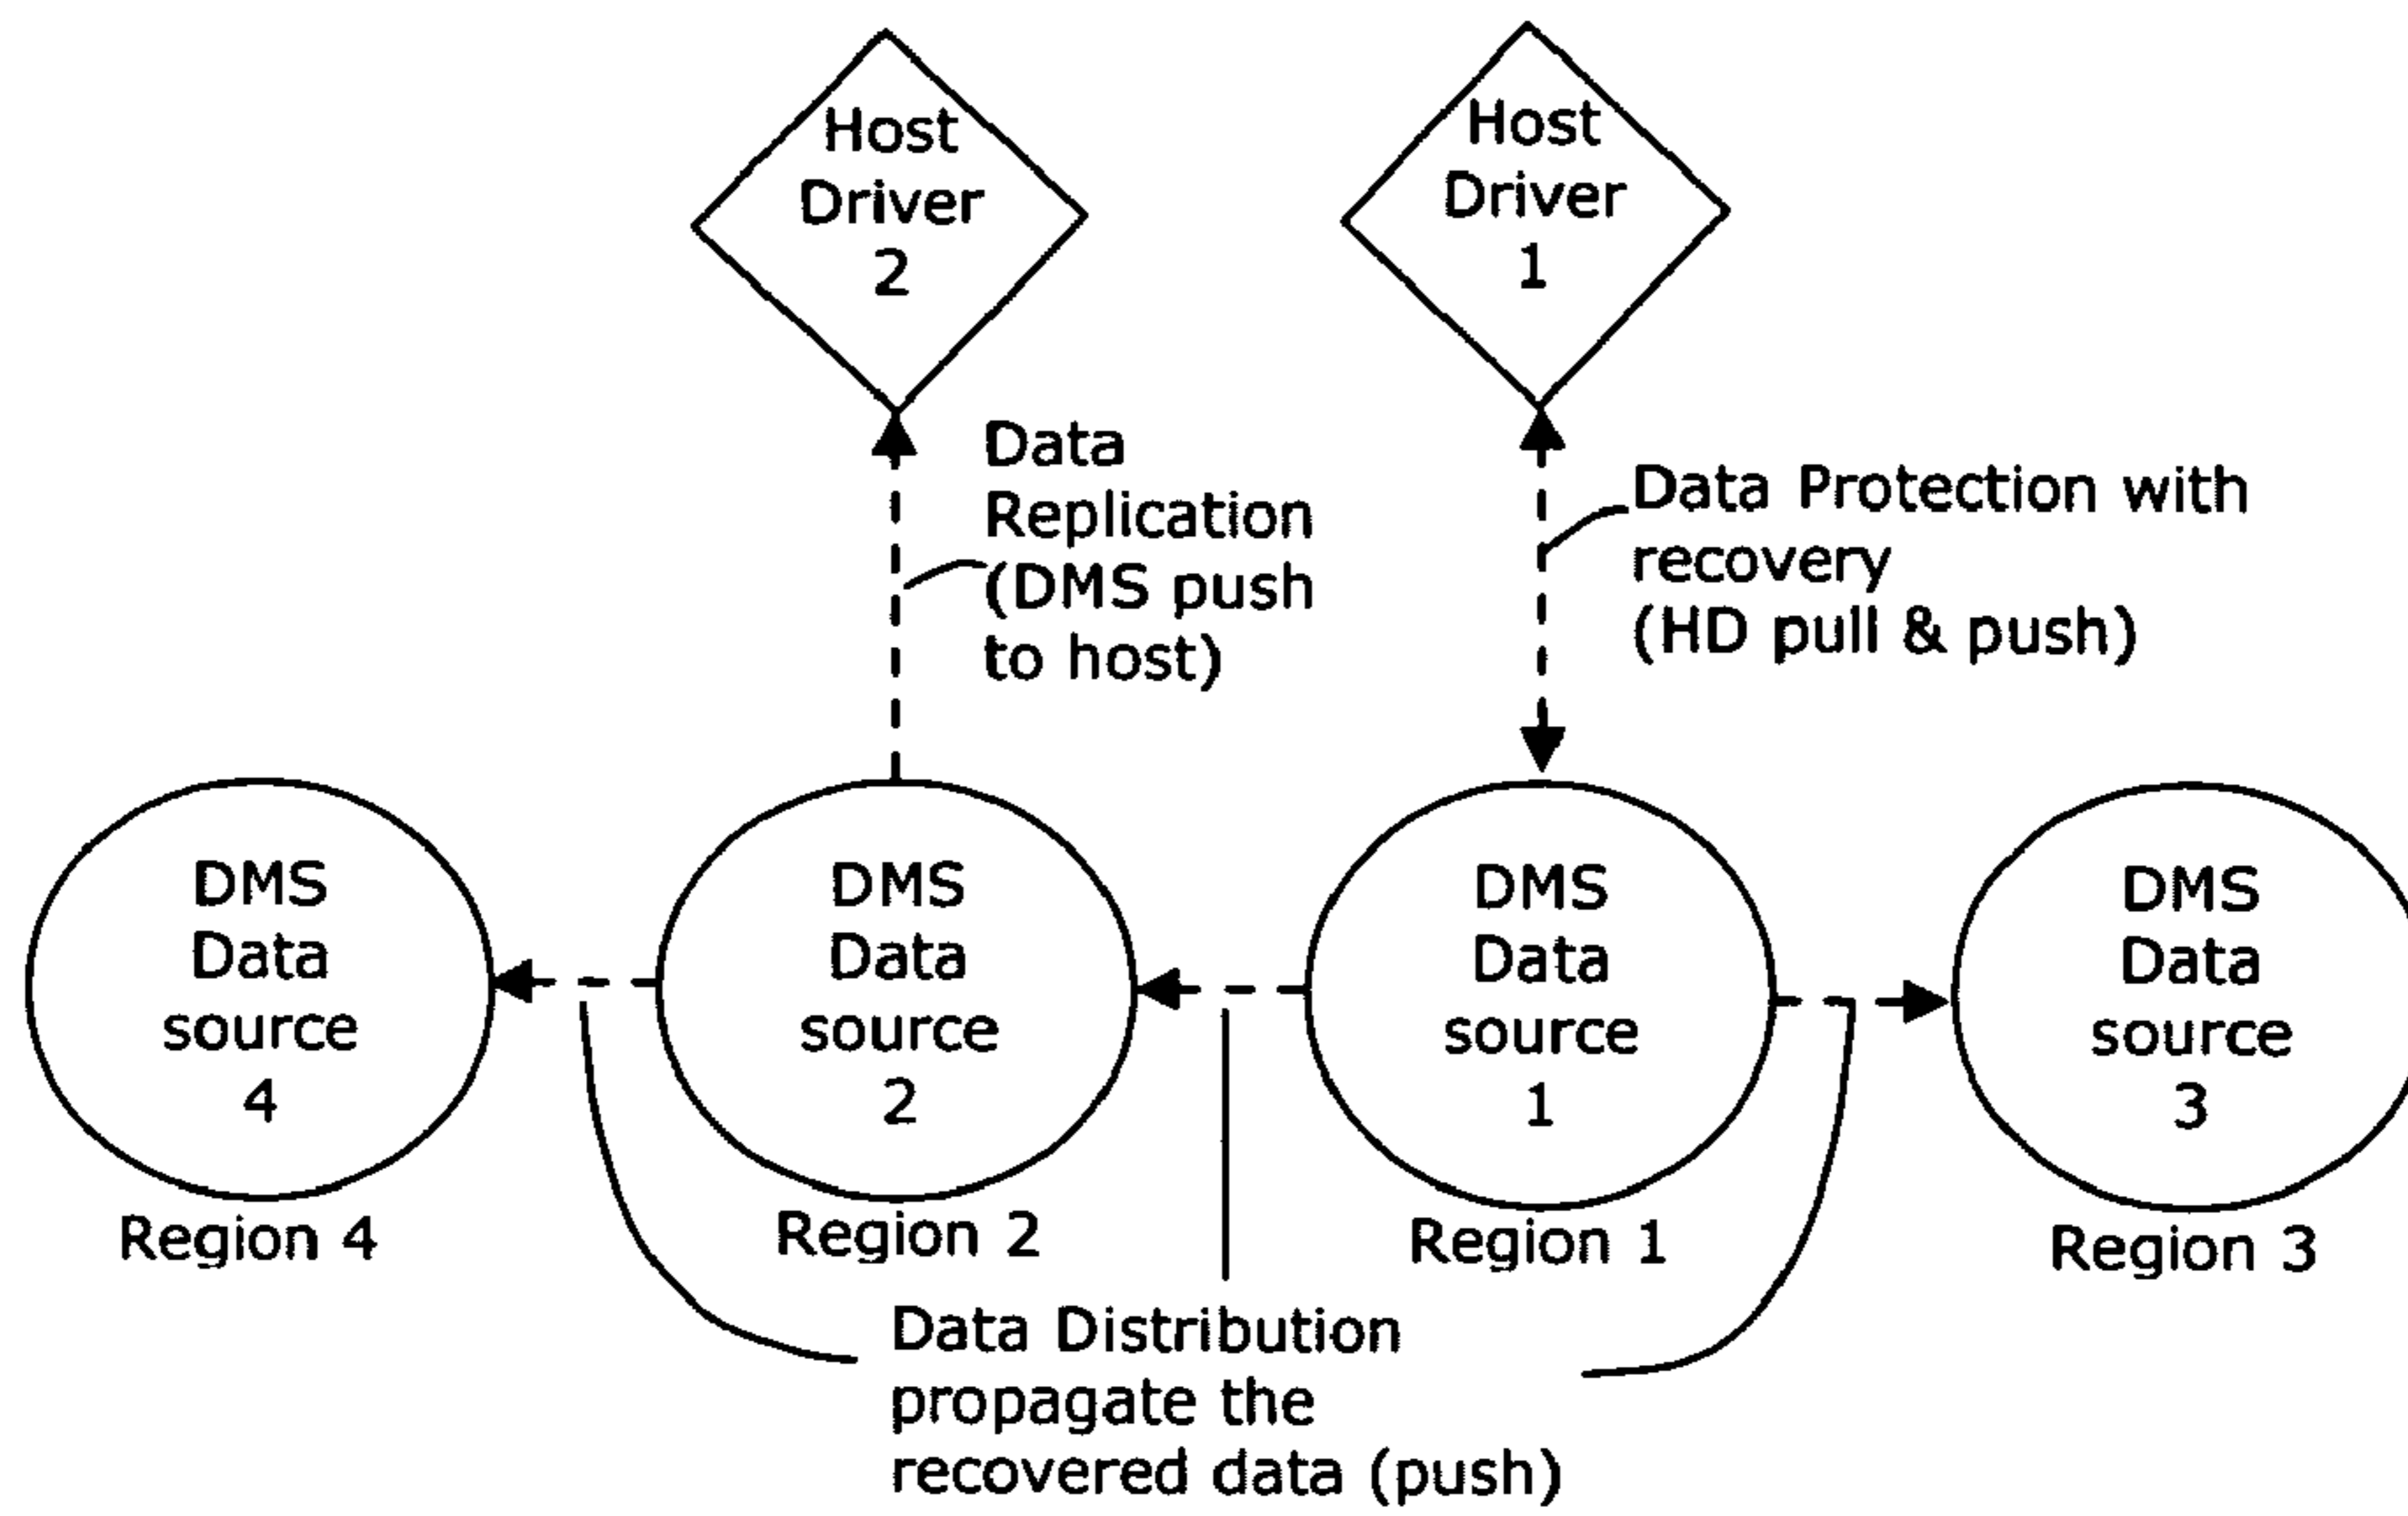 Host
Driver
2
Host
Driver
1
Data
Replication
(DMS push
to host)
Data Protection with
recovery
(HD pull & push)
DMS
Data
source
4
DMS
Data
source
2
DMS
Data
source
1
DMS
Data
source
3
Region 4
Region 2
Region 1
Region 3
Data Distribution
propagate the
recovered data (push)